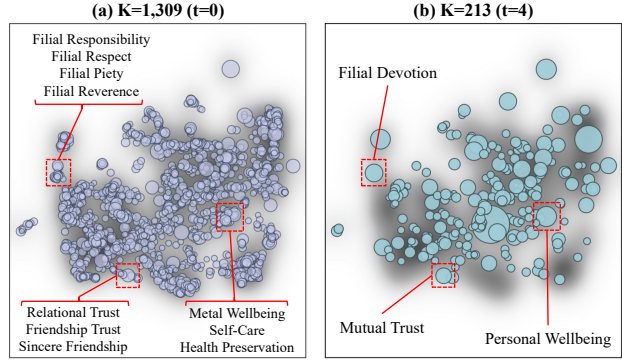 (a) K=1,309 (t=0)
Filial Responsibility
Filial Respect
Filial Piety
Filial Reverence
Relational Trust
Friendship Trust
Sincere Friendship
Metal Wellbeing
Self-Care
Health Preservation
(b) K=213 (t=4)
Filial Devotion
Mutual Trust
Personal Wellbeing